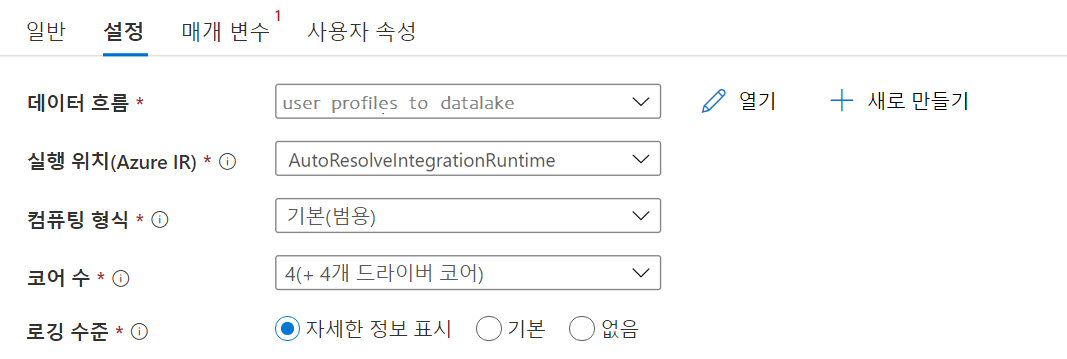 일반 설정 매개 변수 1 사용자 속성
데이터 흐름 * user profiles to datalake 열기 새로 만들기
실행 위치(Azure IR) * AutoResolveIntegrationRuntime
컴퓨팅 형식 * 기본(범용)
코어 수 * 4(+ 4개 드라이버 코어)
로깅 수준 * 자세한 정보 표시 기본 없음